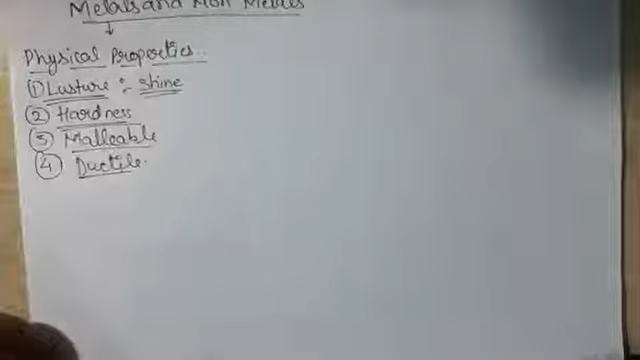 Metals and Non Metals
Physical Properties..
① Lusture :- Shine
② Hardness
③ Malleable
④ Ductile.